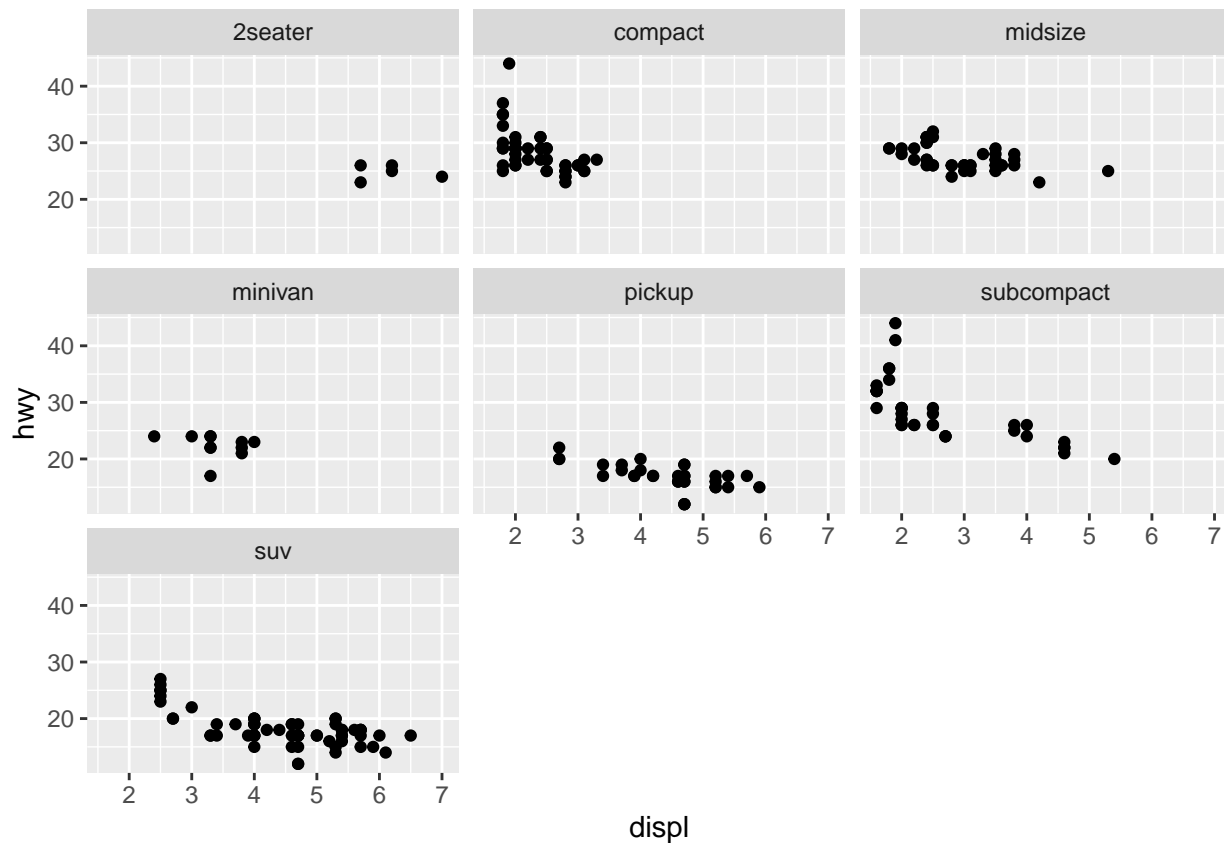 2seater compact midsize
40
30
20
minivan pickup subcompact
40
30
20
2 3 4 5 6 7 2 3 4 5 6 7
suv
40
30
20
2 3 4 5 6 7
hwy
displ